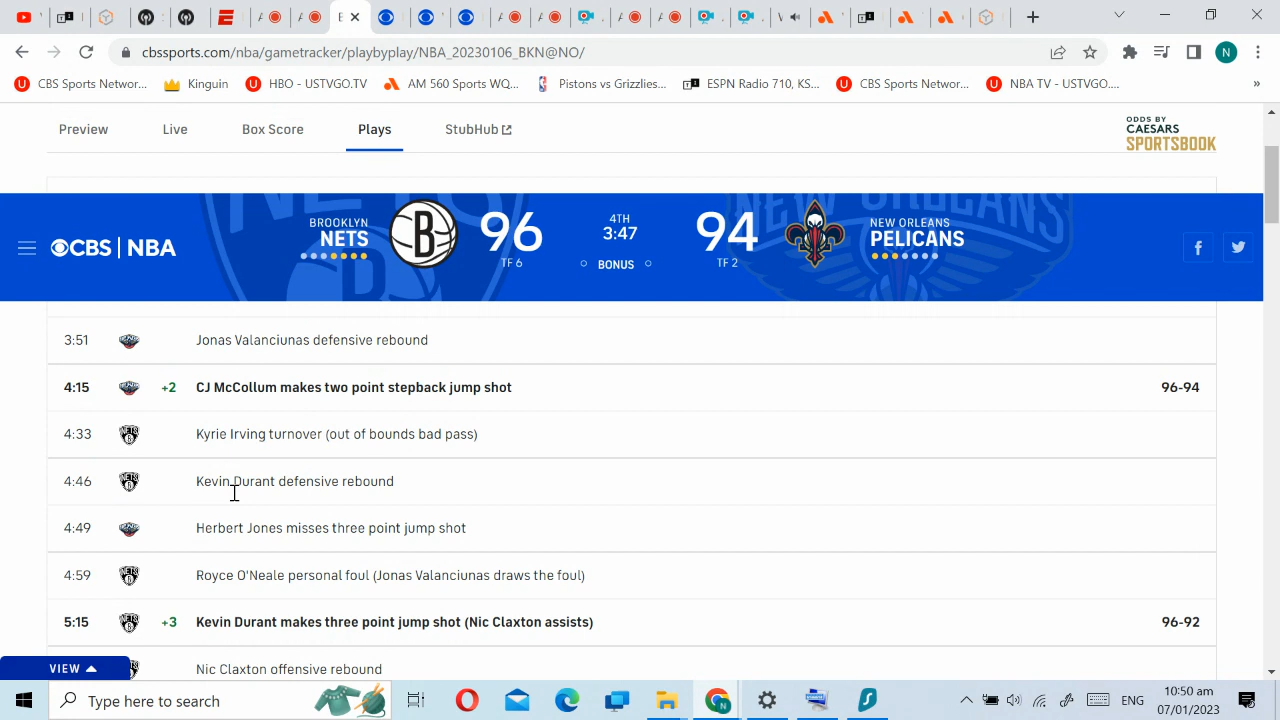 cbssports.com/nba/gametracker/playbyplay/NBA_20230106_BKN@NO/
N
CBS Sports Networ... Kinguin HBO - USTVGO.TV AM 560 Sports WQ... Pistons vs Grizzlies... ESPN Radio 710, KS... CBS Sports Networ... NBA TV - USTVGO.... »
Preview Live Box Score Plays StubHub
ODDS BY
CAESARS
SPORTSBOOK
CBS NBA
BROOKLYN
NETS
B
96
TF 6
4TH
3:47
BONUS
94
TF 2
NEW ORLEANS
PELICANS
3:51 Jonas Valanciunas defensive rebound
4:15 +2 CJ McCollum makes two point stepback jump shot 96-94
4:33 Kyrie Irving turnover (out of bounds bad pass)
4:46 Kevin Durant defensive rebound
4:49 Herbert Jones misses three point jump shot
4:59 Royce O'Neale personal foul (Jonas Valanciunas draws the foul)
5:15 +3 Kevin Durant makes three point jump shot (Nic Claxton assists) 96-92
Nic Claxton offensive rebound
VIEW
Type here to search
ENG
10:50 am
07/01/2023